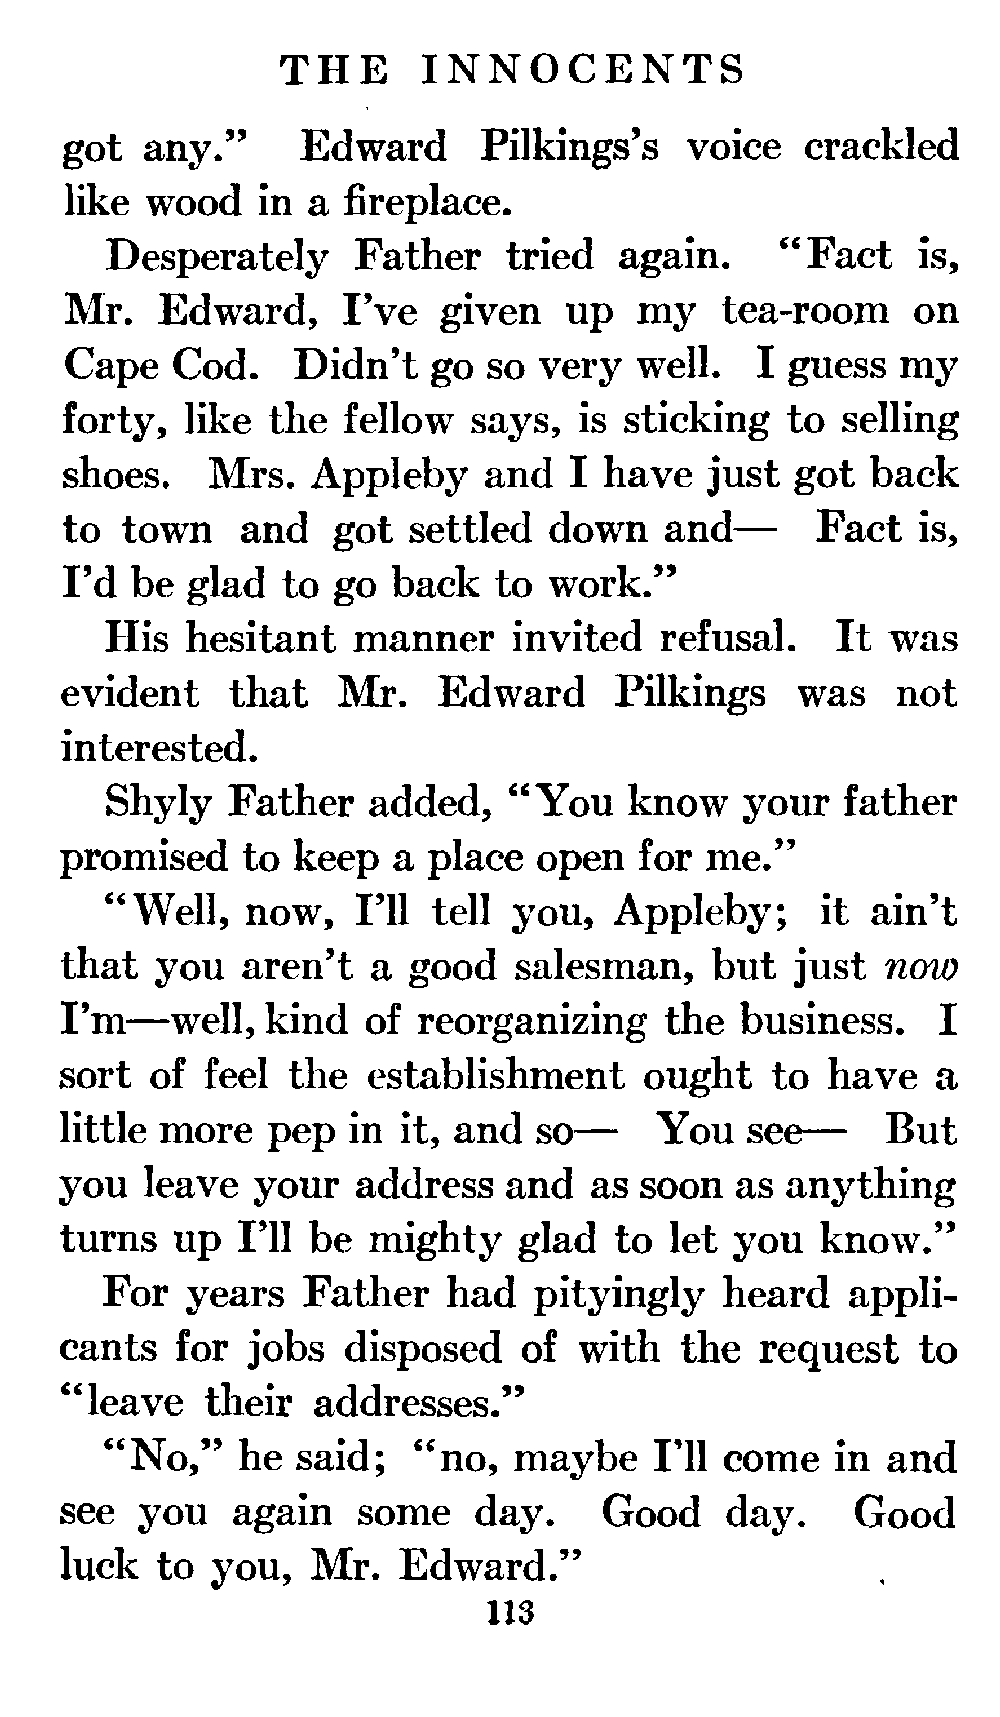 THE INNOCENTS
got any.” Edward Pilkings’s voice crackled
like wood in a fireplace.
Desperately Father tried again. “Fact is,
Mr. Edward, I’ve given up my tea-room on
Cape Cod. Didn’t go so very well. I guess my
forty, like the fellow says, is sticking to selling
shoes. Mrs. Appleby and I have just got back
to town and got settled down and— Fact is,
I’d be glad to go back to work.”
His hesitant manner invited refusal. It was
evident that Mr. Edward Pilkings was not
interested.
Shyly Father added, “You know your father
promised to keep a place open for me.”
“Well, now, I’ll tell you, Appleby; it ain’t
that you aren’t a good salesman, but just now
I’m—well, kind of reorganizing the business. I
sort of feel the establishment ought to have a
little more pep in it, and so— You see— But
you leave your address and as soon as anything
turns up I’ll be mighty glad to let you know.”
For years Father had pityingly heard appli-
cants for jobs disposed of with the request to
“leave their addresses.”
“No,” he said; “no, maybe I’ll come in and
see you again some day. Good day. Good
luck to you, Mr. Edward.”
113